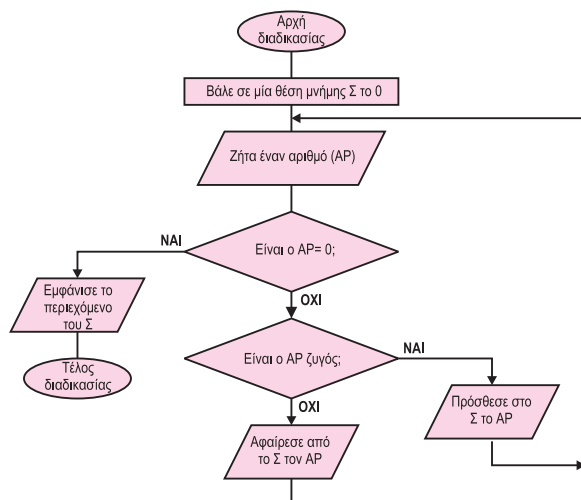 Αρχή
διαδικασίας
Βάλε σε μία θέση μνήμης Σ το 0
Ζήτα έναν αριθμό (ΑΡ)
Είναι ο ΑΡ= 0;
ΝΑΙ
Εμφάνισε το
περιεχόμενο
του Σ
Τέλος
διαδικασίας
ΟΧΙ
Είναι ο ΑΡ ζυγός;
ΝΑΙ
Πρόσθεσε στο
Σ το ΑΡ
ΟΧΙ
Αφαίρεσε από
το Σ τον ΑΡ